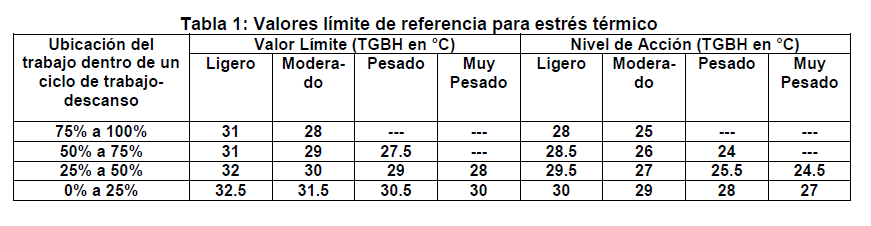 Tabla 1: Valores límite de referencia para estrés térmico
Ubicación del trabajo dentro de un ciclo de trabajo-descanso | Valor Límite (TGBH en °C) | Nivel de Acción (TGBH en °C)
Ligero | Modera-do | Pesado | Muy Pesado | Ligero | Modera-do | Pesado | Muy Pesado
75% a 100% | 31 | 28 | --- | --- | 28 | 25 | --- | ---
50% a 75% | 31 | 29 | 27.5 | --- | 28.5 | 26 | 24 | ---
25% a 50% | 32 | 30 | 29 | 28 | 29.5 | 27 | 25.5 | 24.5
0% a 25% | 32.5 | 31.5 | 30.5 | 30 | 30 | 29 | 28 | 27